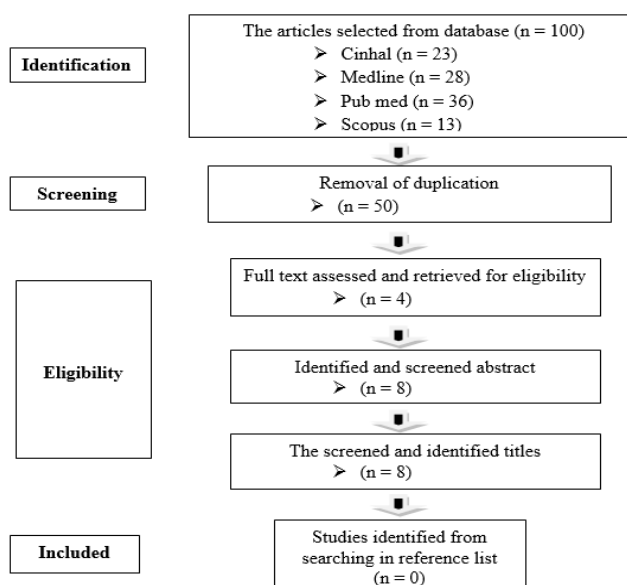 The articles selected from database (n = 100)
➢ Cinhal (n = 23)
➢ Medline (n = 28)
➢ Pub med (n = 36)
➢ Scopus (n = 13)
Identification
Removal of duplication
➢ (n = 50)
Screening
Full text assessed and retrieved for eligibility
➢ (n = 4)
Identified and screened abstract
➢ (n = 8)
Eligibility
The screened and identified titles
➢ (n = 8)
Studies identified from
searching in reference list
(n = 0)
Included